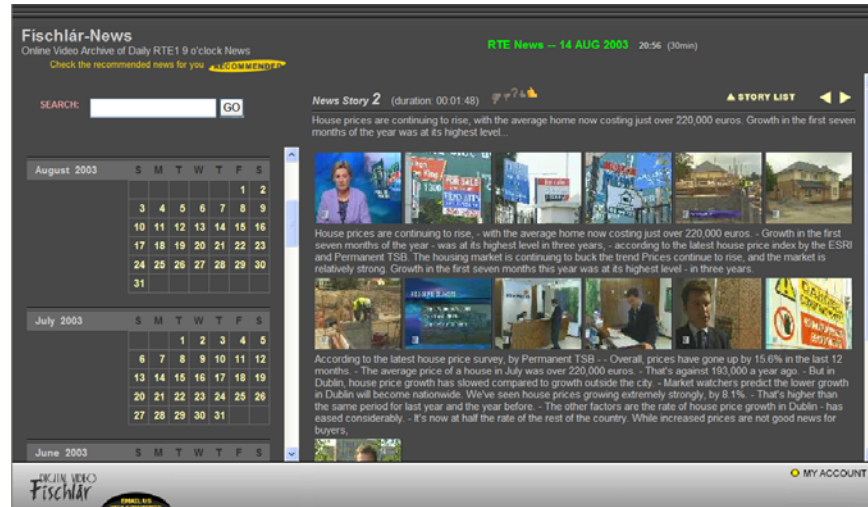 Fischlár-News
Online Video Archive of Daily RTE1 9 o'clock News
Check the recommended news for you RECOMMENDED
RTE News -- 14 AUG 2003 20:56 (30min)
SEARCH: GO
News Story 2 (duration: 00:01:48)
STORY LIST
House prices are continuing to rise, with the average home now costing just over 220,000 euros. Growth in the first seven
months of the year was at its highest level...
August 2003 S M T W T F S
1 2
3 4 5 6 7 8 9
10 11 12 13 14 15 16
17 18 19 20 21 22 23
24 25 26 27 28 29 30
31
July 2003 S M T W T F S
1 2 3 4 5
6 7 8 9 10 11 12
13 14 15 16 17 18 19
20 21 22 23 24 25 26
27 28 29 30 31
June 2003 S M T W T F S
FOR SALE
House prices are continuing to rise, - with the average home now costing just over 220,000 euros. - Growth in the first
seven months of the year - was at its highest level in three years, - according to the latest house price index by the ESRI
and Permanent TSB. The housing market is continuing to buck the trend Prices continue to rise, and the market is
relatively strong. Growth in the first seven months this year was at its highest level - in three years.
DANGER
According to the latest house price survey, by Permanent TSB - - Overall, prices have gone up by 15.6% in the last 12
months. - The average price of a house in July was over 220,000 euros. - That's against 193,000 a year ago. - But in
Dublin, house price growth has slowed compared to growth outside the city. - Market watchers predict the lower growth
in Dublin will become nationwide. We've seen house prices growing extremely strongly, by 8.1%. - That's higher than
the same period for last year and the year before. - The other factors are the rate of house price growth in Dublin - has
eased considerably. - It's now at half the rate of the rest of the country. While increased prices are not good news for
buyers,
DIGITAL VIDEO
Físchlár
EMAIL US
MY ACCOUNT